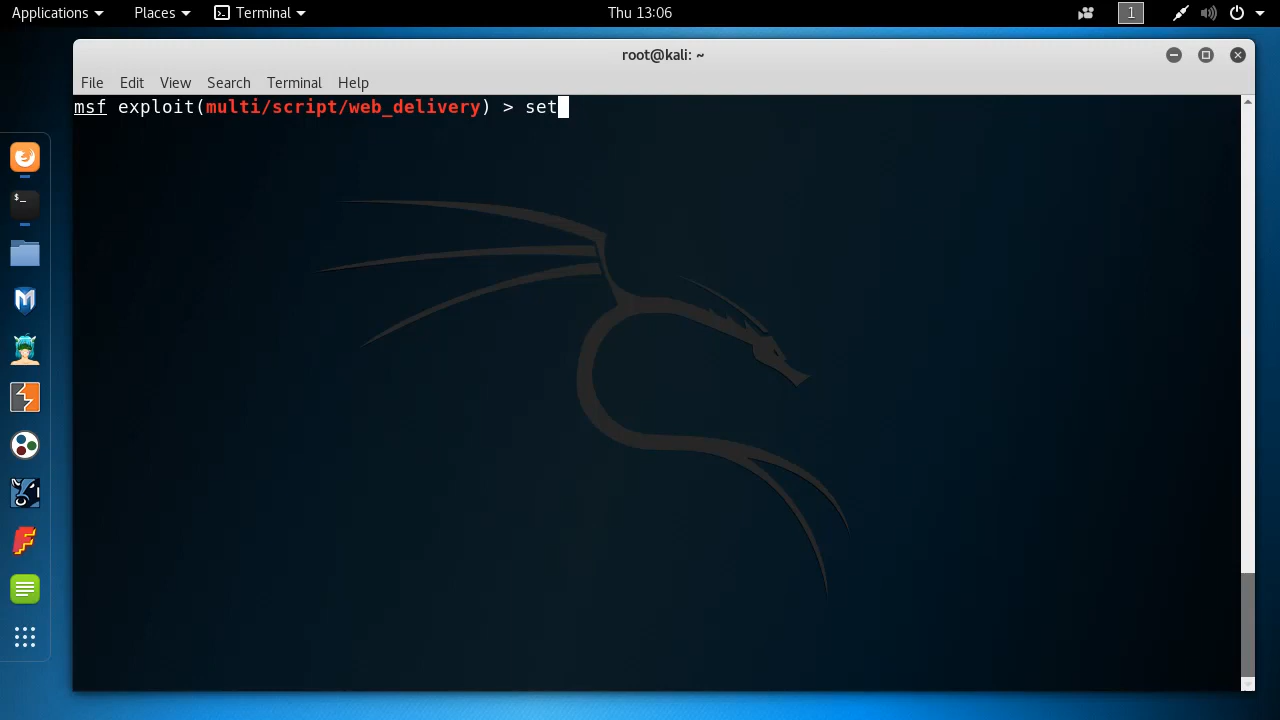 Applications Places Terminal Thu 13:06 1
root@kali: ~
File Edit View Search Terminal Help
msf exploit(multi/script/web_delivery) > set
$_
M
F